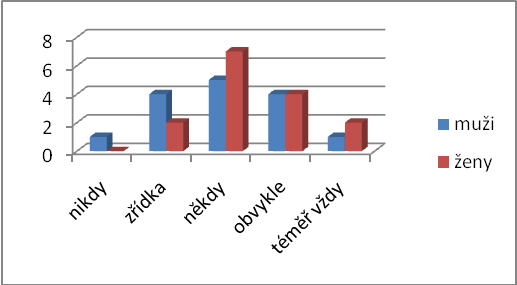 8
6
4
2
0
nikdy
zřídka
někdy
obvykle
téměř vždy
muži
ženy